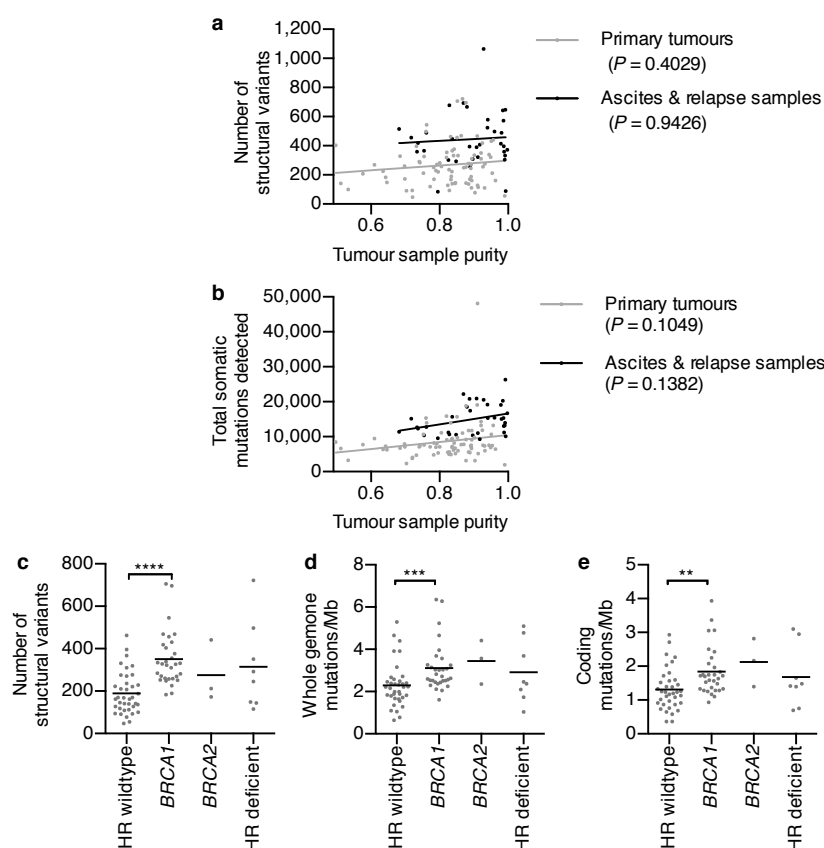 a
1,200
1,000
800
600
400
200
0
Number of
structural variants
0.6
0.8
1.0
Tumour sample purity
Primary tumours
(P = 0.4029)
Ascites & relapse samples
(P = 0.9426)
b
50,000
40,000
30,000
20,000
10,000
0
Total somatic
mutations detected
0.6
0.8
1.0
Tumour sample purity
Primary tumours
(P = 0.1049)
Ascites & relapse samples
(P = 0.1382)
c
800
600
400
200
0
Number of
structural variants
****
HR wildtype
BRCA1
BRCA2
HR deficient
d
8
6
4
2
0
Whole gemone
mutations/Mb
***
HR wildtype
BRCA1
BRCA2
HR deficient
e
5
4
3
2
1
0
Coding
mutations/Mb
**
HR wildtype
BRCA1
BRCA2
HR deficient